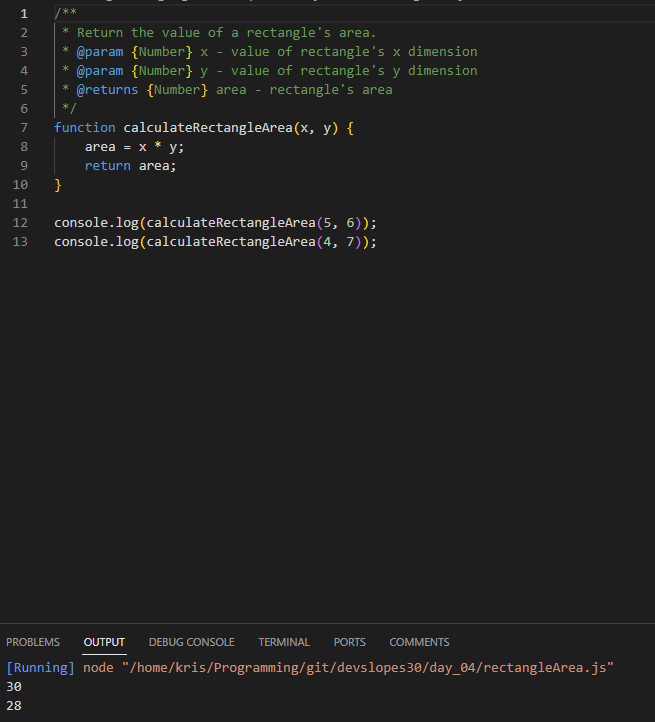 1 /**
2  * Return the value of a rectangle's area.
3  * @param {Number} x - value of rectangle's x dimension
4  * @param {Number} y - value of rectangle's y dimension
5  * @returns {Number} area - rectangle's area
6  */
7 function calculateRectangleArea(x, y) {
8     area = x * y;
9     return area;
10 }
11
12 console.log(calculateRectangleArea(5, 6));
13 console.log(calculateRectangleArea(4, 7));
PROBLEMS OUTPUT DEBUG CONSOLE TERMINAL PORTS COMMENTS
[Running] node "/home/kris/Programming/git/devslopes30/day_04/rectangleArea.js"
30
28